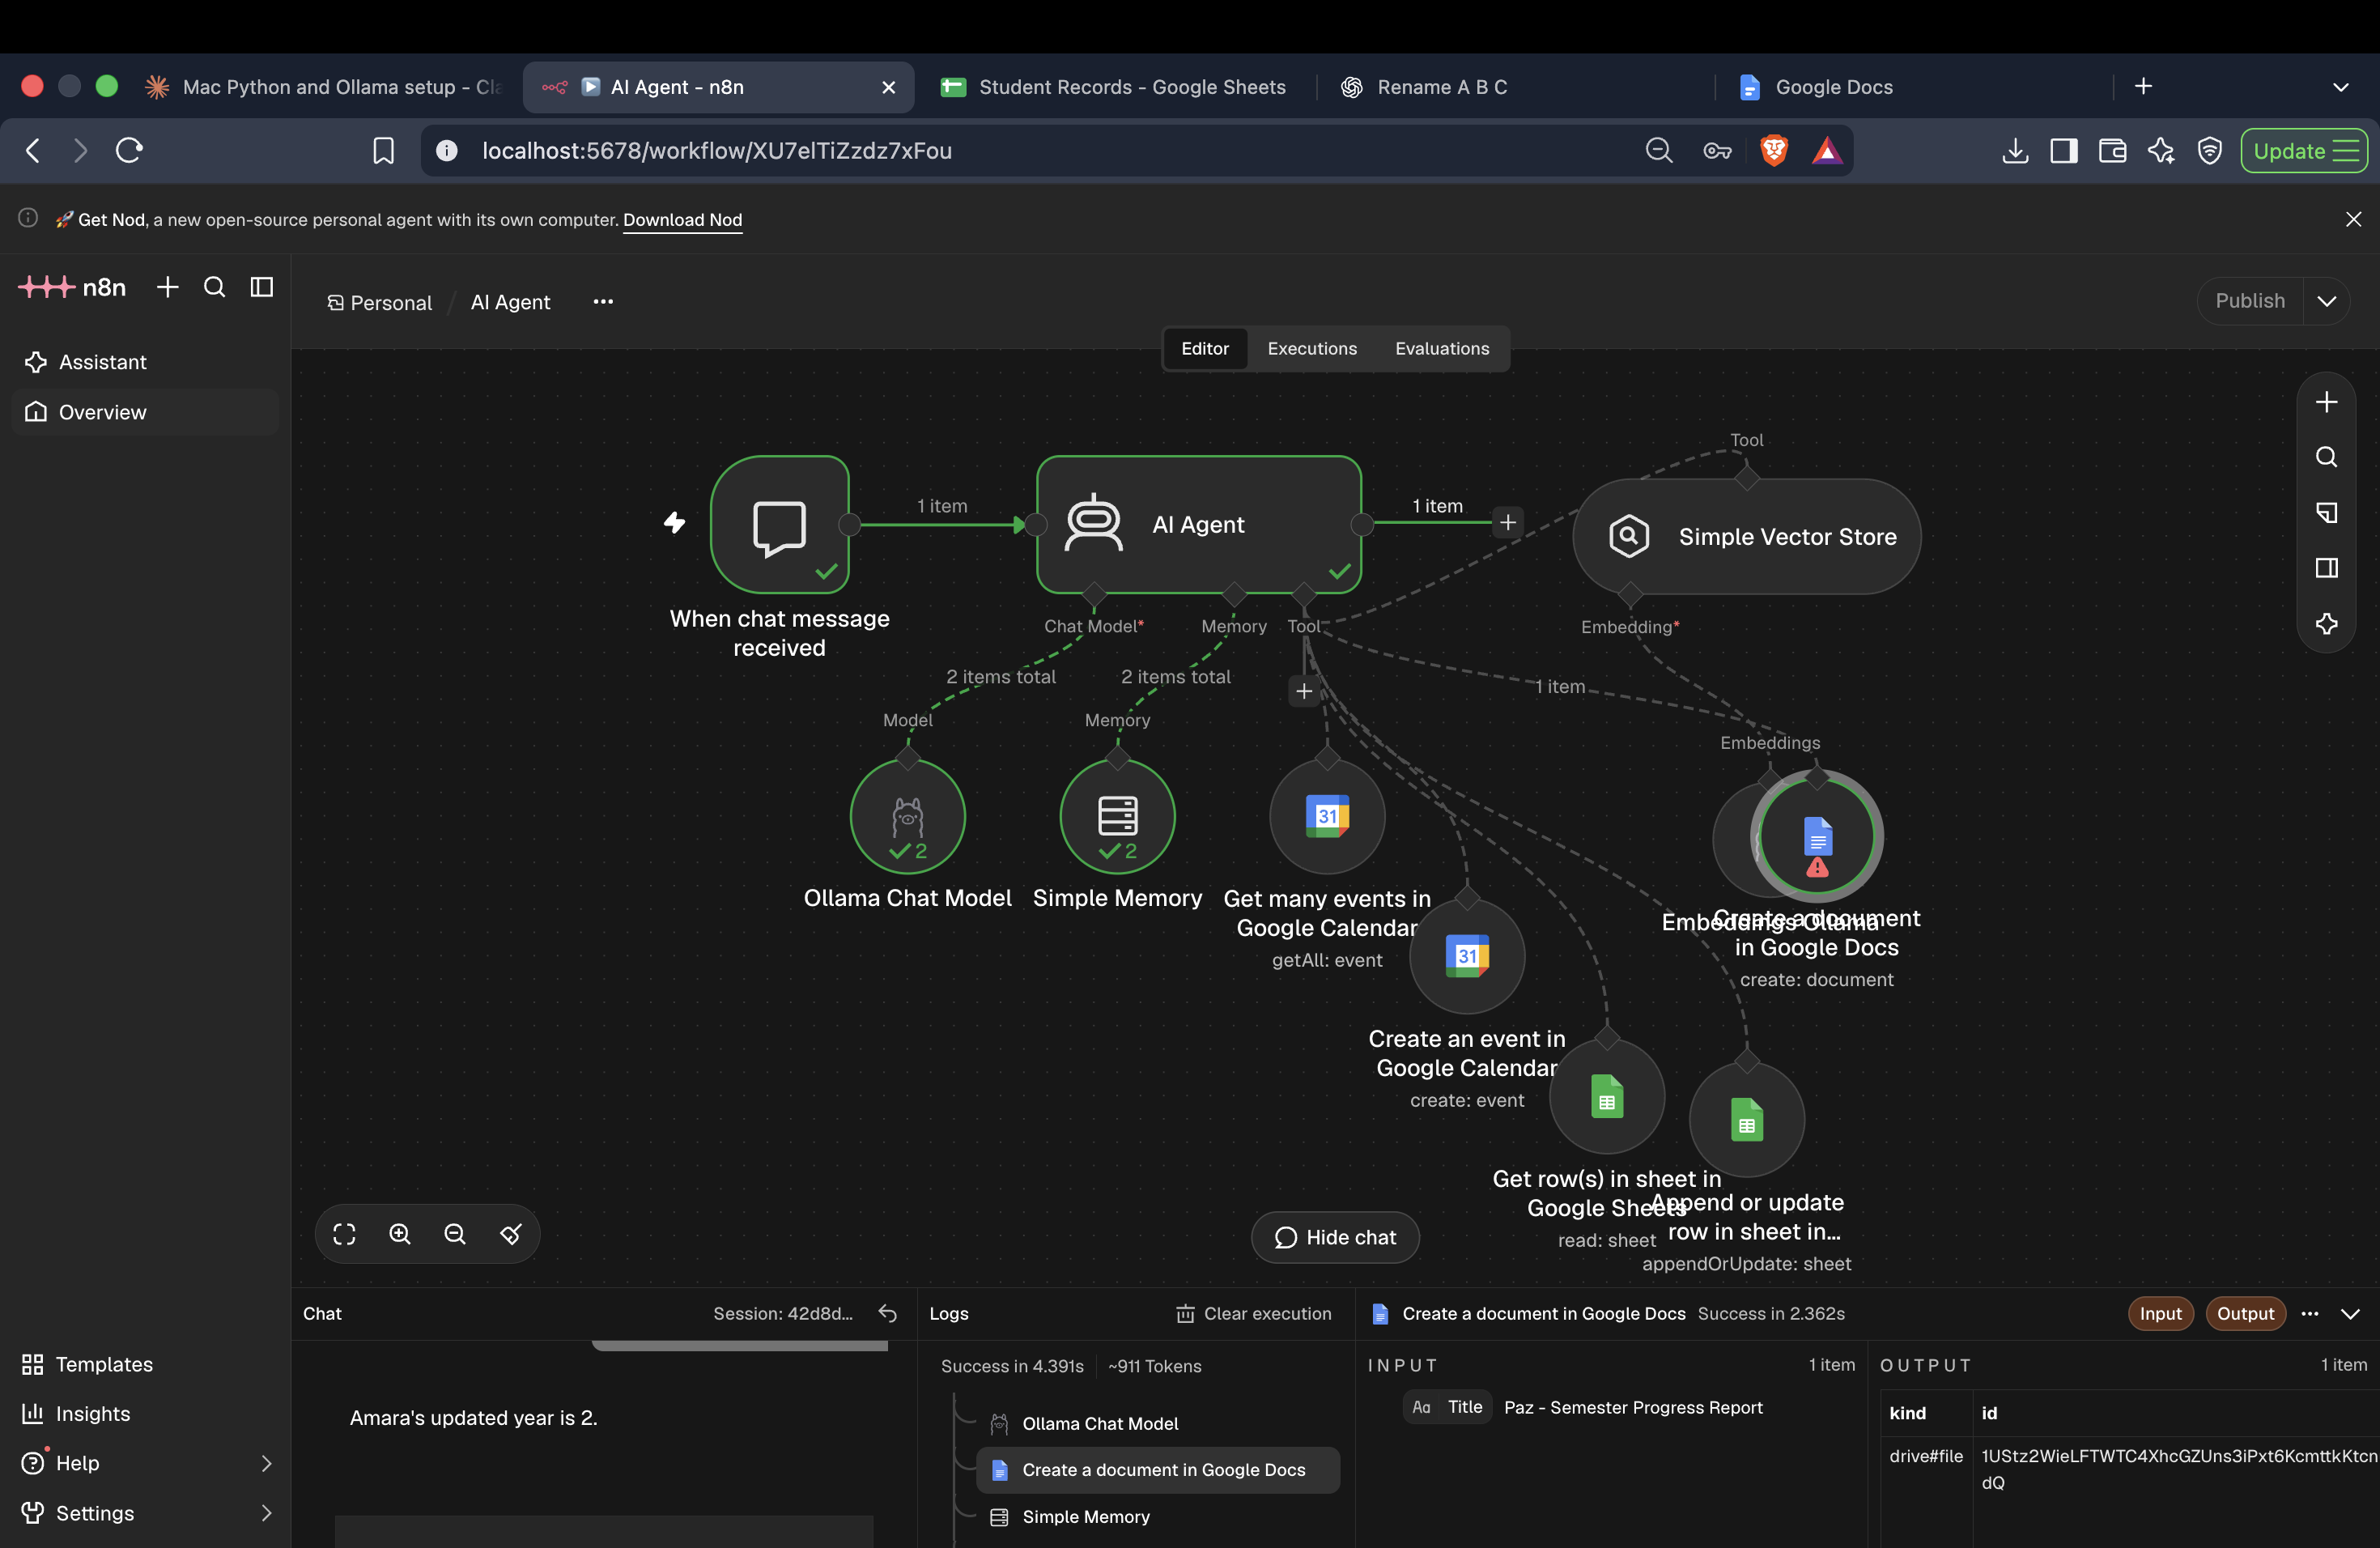 Mac Python and Ollama setup - Cla
AI Agent - n8n
Student Records - Google Sheets
Rename A B C
Google Docs
localhost:5678/workflow/XU7elTiZzdz7xFou
Update
🚀 Get Nod, a new open-source personal agent with its own computer. Download Nod
n8n
Personal / AI Agent
Publish
Editor
Executions
Evaluations
Assistant
Overview
Tool
1 item
AI Agent
1 item
Simple Vector Store
When chat message
received
Chat Model*
Memory
Tool
Embedding*
2 items total
2 items total
1 item
Model
Memory
Embeddings
31
2
2
Ollama Chat Model
Simple Memory
Get many events in
Google Calendar
getAll: event
Embeddings Ollama
Create a document
in Google Docs
create: document
31
Create an event in
Google Calendar
create: event
Get row(s) in sheet in
Google Sheets
read: sheet
Append or update
row in sheet in...
appendOrUpdate: sheet
Hide chat
Templates
Insights
Help
Settings
Chat
Session: 42d8d...
Amara's updated year is 2.
Logs
Clear execution
Success in 4.391s
~911 Tokens
Ollama Chat Model
Create a document in Google Docs
Simple Memory
Create a document in Google Docs Success in 2.362s
Input
Output
INPUT
1 item
Aa Title Paz - Semester Progress Report
OUTPUT
1 item
kind
id
drive#file
1UStz2WieLFTWTC4XhcGZUns3iPxt6KcmttkKtcn
dQ